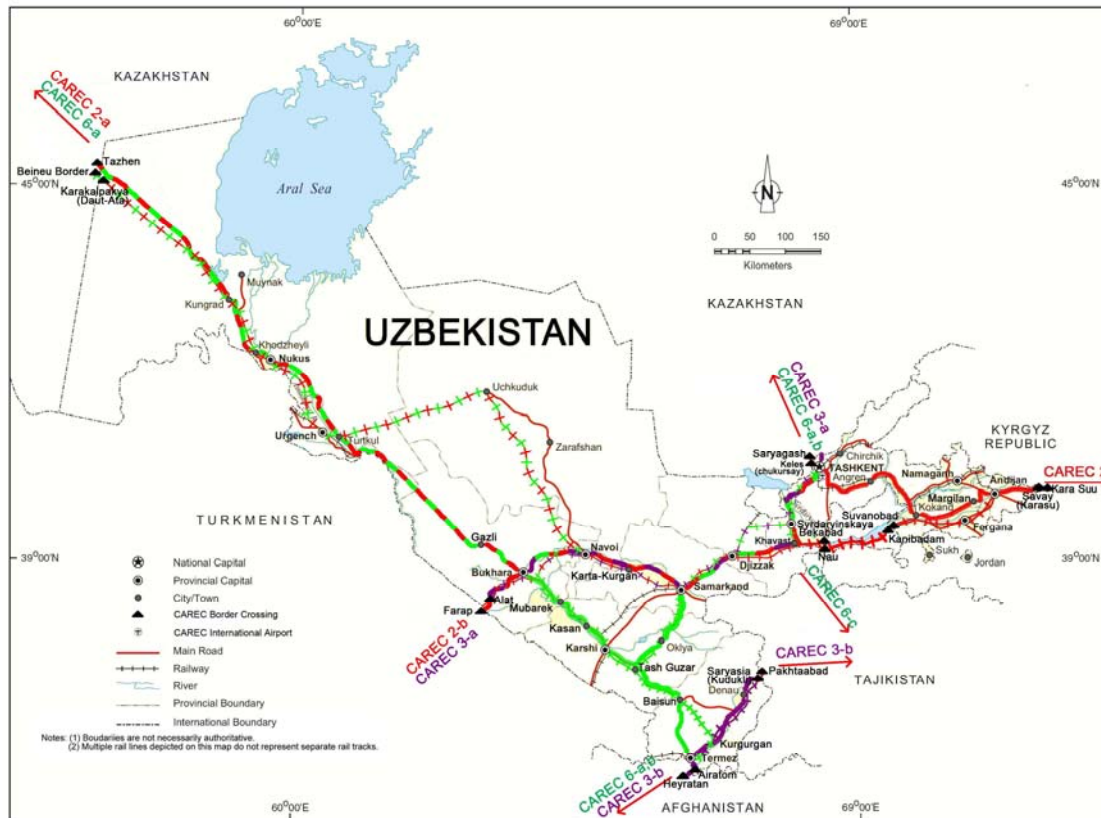 60°00'E
69°00'E
KAZAKHSTAN
CAREC 2-a
CAREC 6-a
Tazhen
Beineu Border
Karakalpakya
(Daut-Ata)
45°00'N
45°00'N
Aral Sea
N
0 50 100 150
Kilometers
Muynak
Kungrad
KAZAKHSTAN
UZBEKISTAN
Khodzheyli
Nukus
Uchkuduk
CAREC 3-a
CAREC 6-a,b
Urgench
Turtkul
Zarafshan
KYRGYZ
REPUBLIC
Saryagash
Keles
(chukursay)
TASHKENT
Chirchik
Angren
Namagan
Andijan
CAREC 2
Kara Suu
Savay
(Karasu)
Margilan
Kokand
Suvanobad
Fergana
TURKMENISTAN
Syrdaryinskaya
Bekabad
Khavast
Kanibadam
Nau
Sukh
Jordan
39°00'N
39°00'N
Gazli
Navoi
Djizzak
Bukhara
Karta-Kurgan
Samarkand
CAREC 6-c
Alat
Farap
Mubarek
Kasan
CAREC 2-b
CAREC 3-a
Karshi
Oklya
Tash Guzar
CAREC 3-b
Saryasia
(Kuduki)
Pakhtaabad
Denau
TAJIKISTAN
Baisun
Kurgurgan
Termez
Airatom
Heyratan
CAREC 6-a,b
CAREC 3-b
AFGHANISTAN
National Capital
Provincial Capital
City/Town
CAREC Border Crossing
CAREC International Airport
Main Road
Railway
River
Provincial Boundary
International Boundary
Notes: (1) Boudariies are not necessarily authoritative.
(2) Multiple rail lines depicted on this map do not represent separate rail tracks.
60°00'E
69°00'E